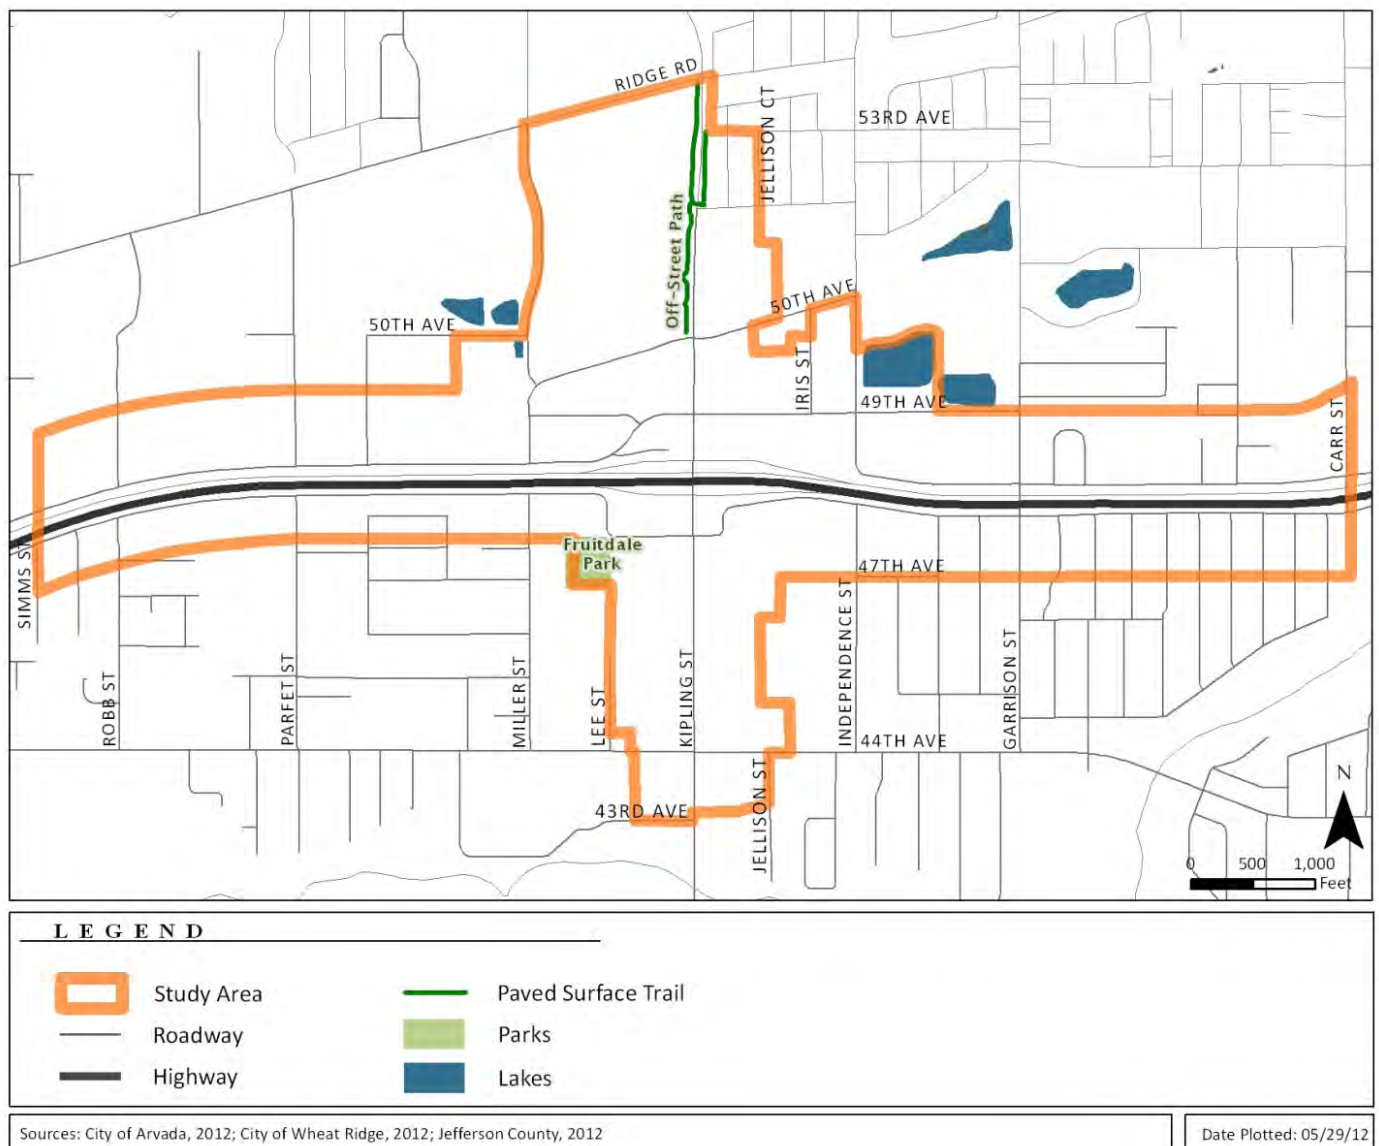 RIDGE RD
JELLISON CT
53RD AVE
Off-Street Path
50TH AVE
50TH AVE
IRIS ST
49TH AVE
CARR ST
Fruitdale
Park
47TH AVE
SIMMS ST
ROBB ST
PARFET ST
MILLER ST
LEE ST
KIPLING ST
INDEPENDENCE ST
GARRISON ST
44TH AVE
JELLISON ST
43RD AVE
N
0 500 1,000
Feet
LEGEND
Study Area
Paved Surface Trail
Roadway
Parks
Highway
Lakes
Sources: City of Arvada, 2012; City of Wheat Ridge, 2012; Jefferson County, 2012
Date Plotted: 05/29/12